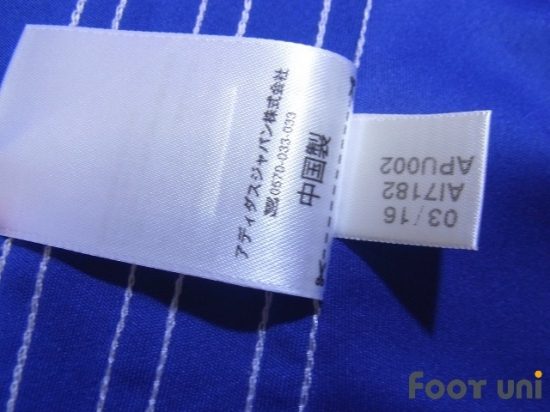 アディダスジャパン株式会社
0570-033-033
中国製
03/16
AI7182
APU002
FOOT uni